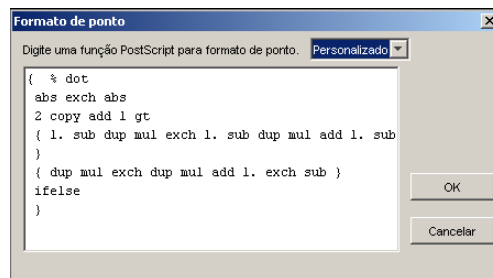 Formato de ponto
Digite uma função PostScript para formato de ponto. Personalizado
{ % dot
abs exch abs
2 copy add 1 gt
{ 1. sub dup mul exch 1. sub dup mul add 1. sub
}
{ dup mul exch dup mul add 1. exch sub }
ifelse
}
OK
Cancelar